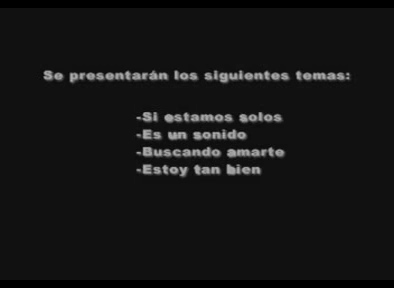 Se presentarán los siguientes temas:
-Si estamos solos
-Es un sonido
-Buscando amarte
-Estoy tan bien